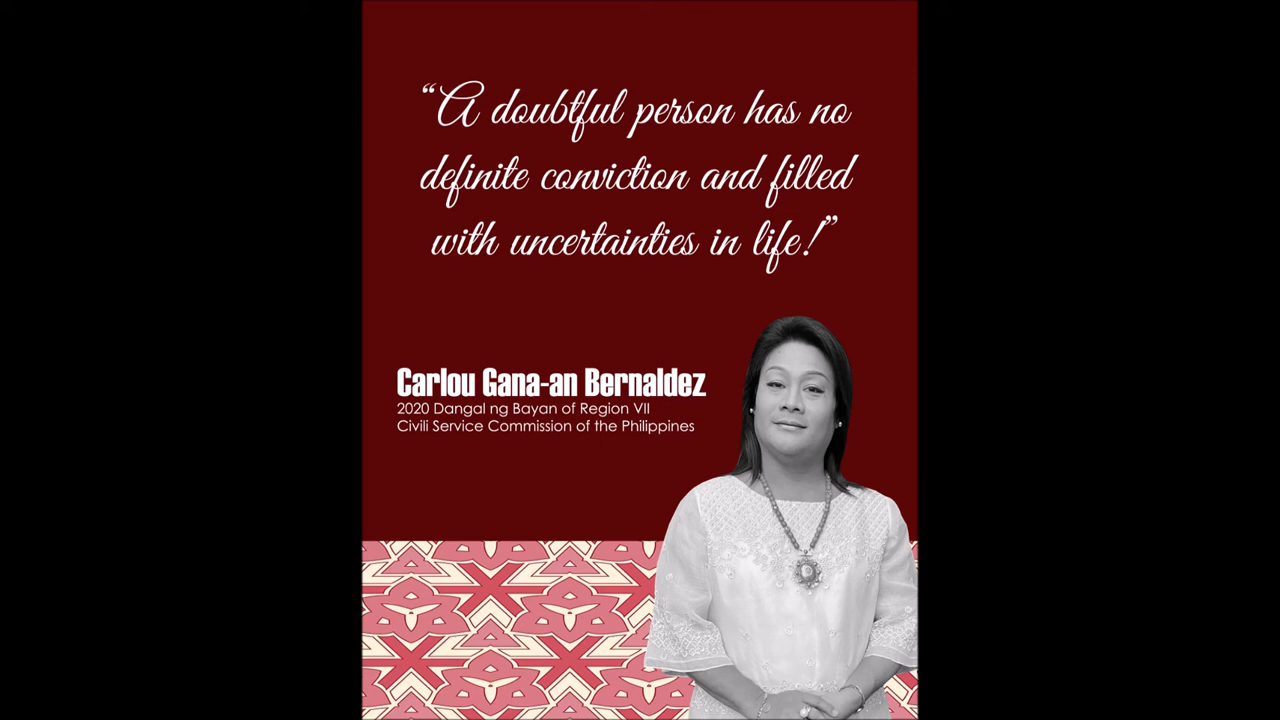 “A doubtful person has no
definite conviction and filled
with uncertainties in life!”
Carlou Gana-an Bernaldez
2020 Dangal ng Bayan of Region VII
Civili Service Commission of the Philippines